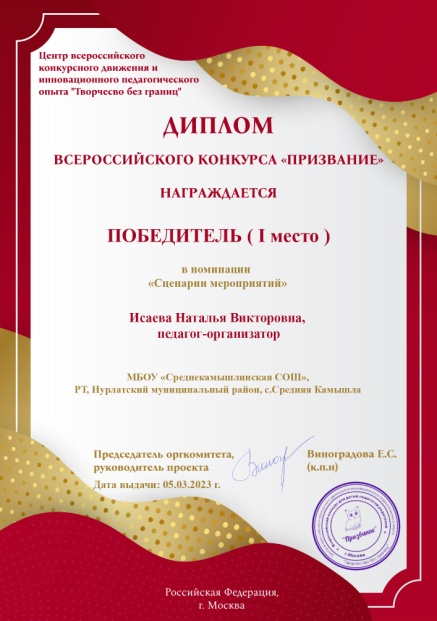 Центр всероссийского
конкурсного движения и
инновационного педагогического
опыта "Творчесво без границ"
ДИПЛОМ
ВСЕРОССИЙСКОГО КОНКУРСА «ПРИЗВАНИЕ»
НАГРАЖДАЕТСЯ
ПОБЕДИТЕЛЬ ( I место )
в номинации
«Сценарии мероприятий»
Исаева Наталья Викторовна,
педагог-организатор
МБОУ «Среднекамышлинская СОШ»,
РТ, Нурлатский муниципальный район, с.Средняя Камышла
Председатель оргкомитета,
руководитель проекта
Виноградова Е.С.
(к.п.н)
Дата выдачи: 05.03.2023 г.
"Призвание"
г.Москва
Российская Федерация,
г. Москва